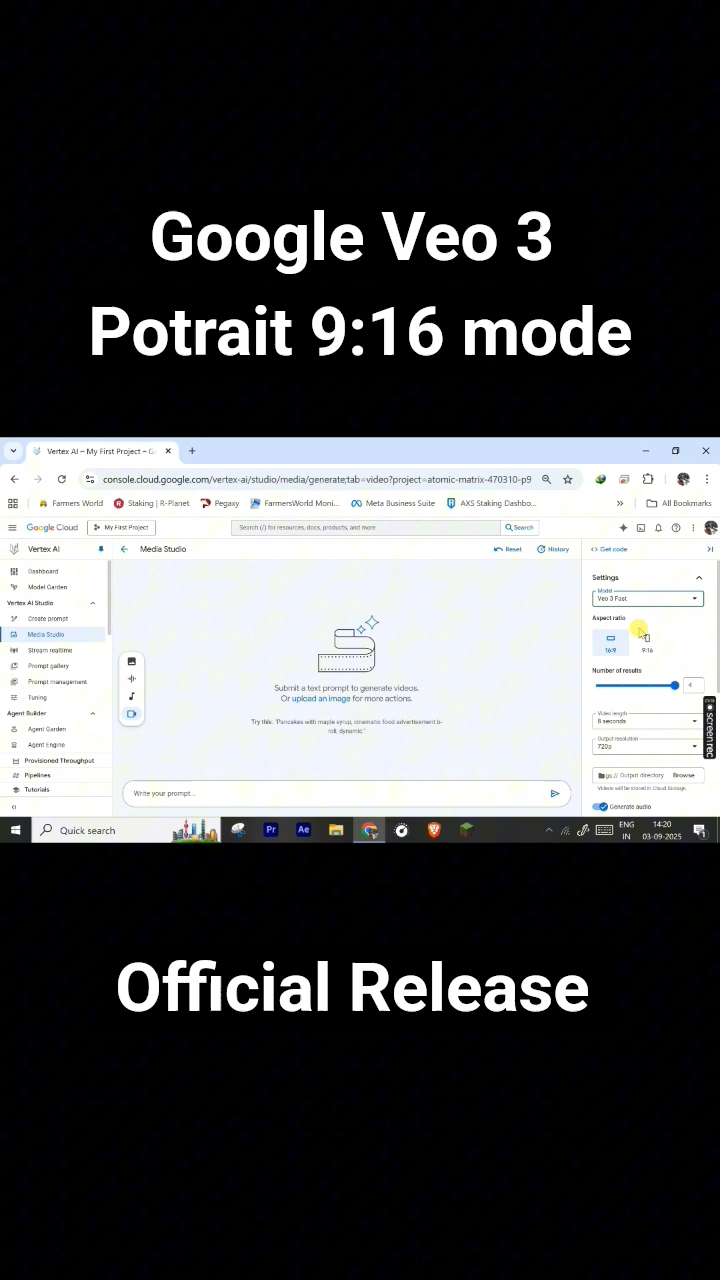 Google Veo 3
Potrait 9:16 mode
Vertex AI – My First Project – G
console.cloud.google.com/vertex-ai/studio/media/generate;tab=video?project=atomic-matrix-470310-p9
Farmers World
Staking | R-Planet
Pegaxy
FarmersWorld Moni...
Meta Business Suite
AXS Staking Dashbo...
»
All Bookmarks
Google Cloud
My First Project
Search (/) for resources, docs, products, and more
Search
Vertex AI
Media Studio
Reset
History
<> Get code
Dashboard
Model Garden
Vertex AI Studio
Create prompt
Media Studio
Stream realtime
Prompt gallery
Prompt management
Tuning
Agent Builder
Agent Garden
Agent Engine
Provisioned Throughput
Pipelines
Tutorials
Submit a text prompt to generate videos.
Or upload an image for more actions.
Try this: "Pancakes with maple syrup, cinematic food advertisement b-
roll, dynamic."
Write your prompt...
Settings
Model
Veo 3 Fast
Aspect ratio
16:9
9:16
Number of results
4
Video length
8 seconds
Output resolution
720p
gs:// Output directory
Browse
Videos will be stored in Cloud Storage.
Generate audio
screenrec
Quick search
Pr
Ae
ENG
IN
14:20
03-09-2025
Official Release